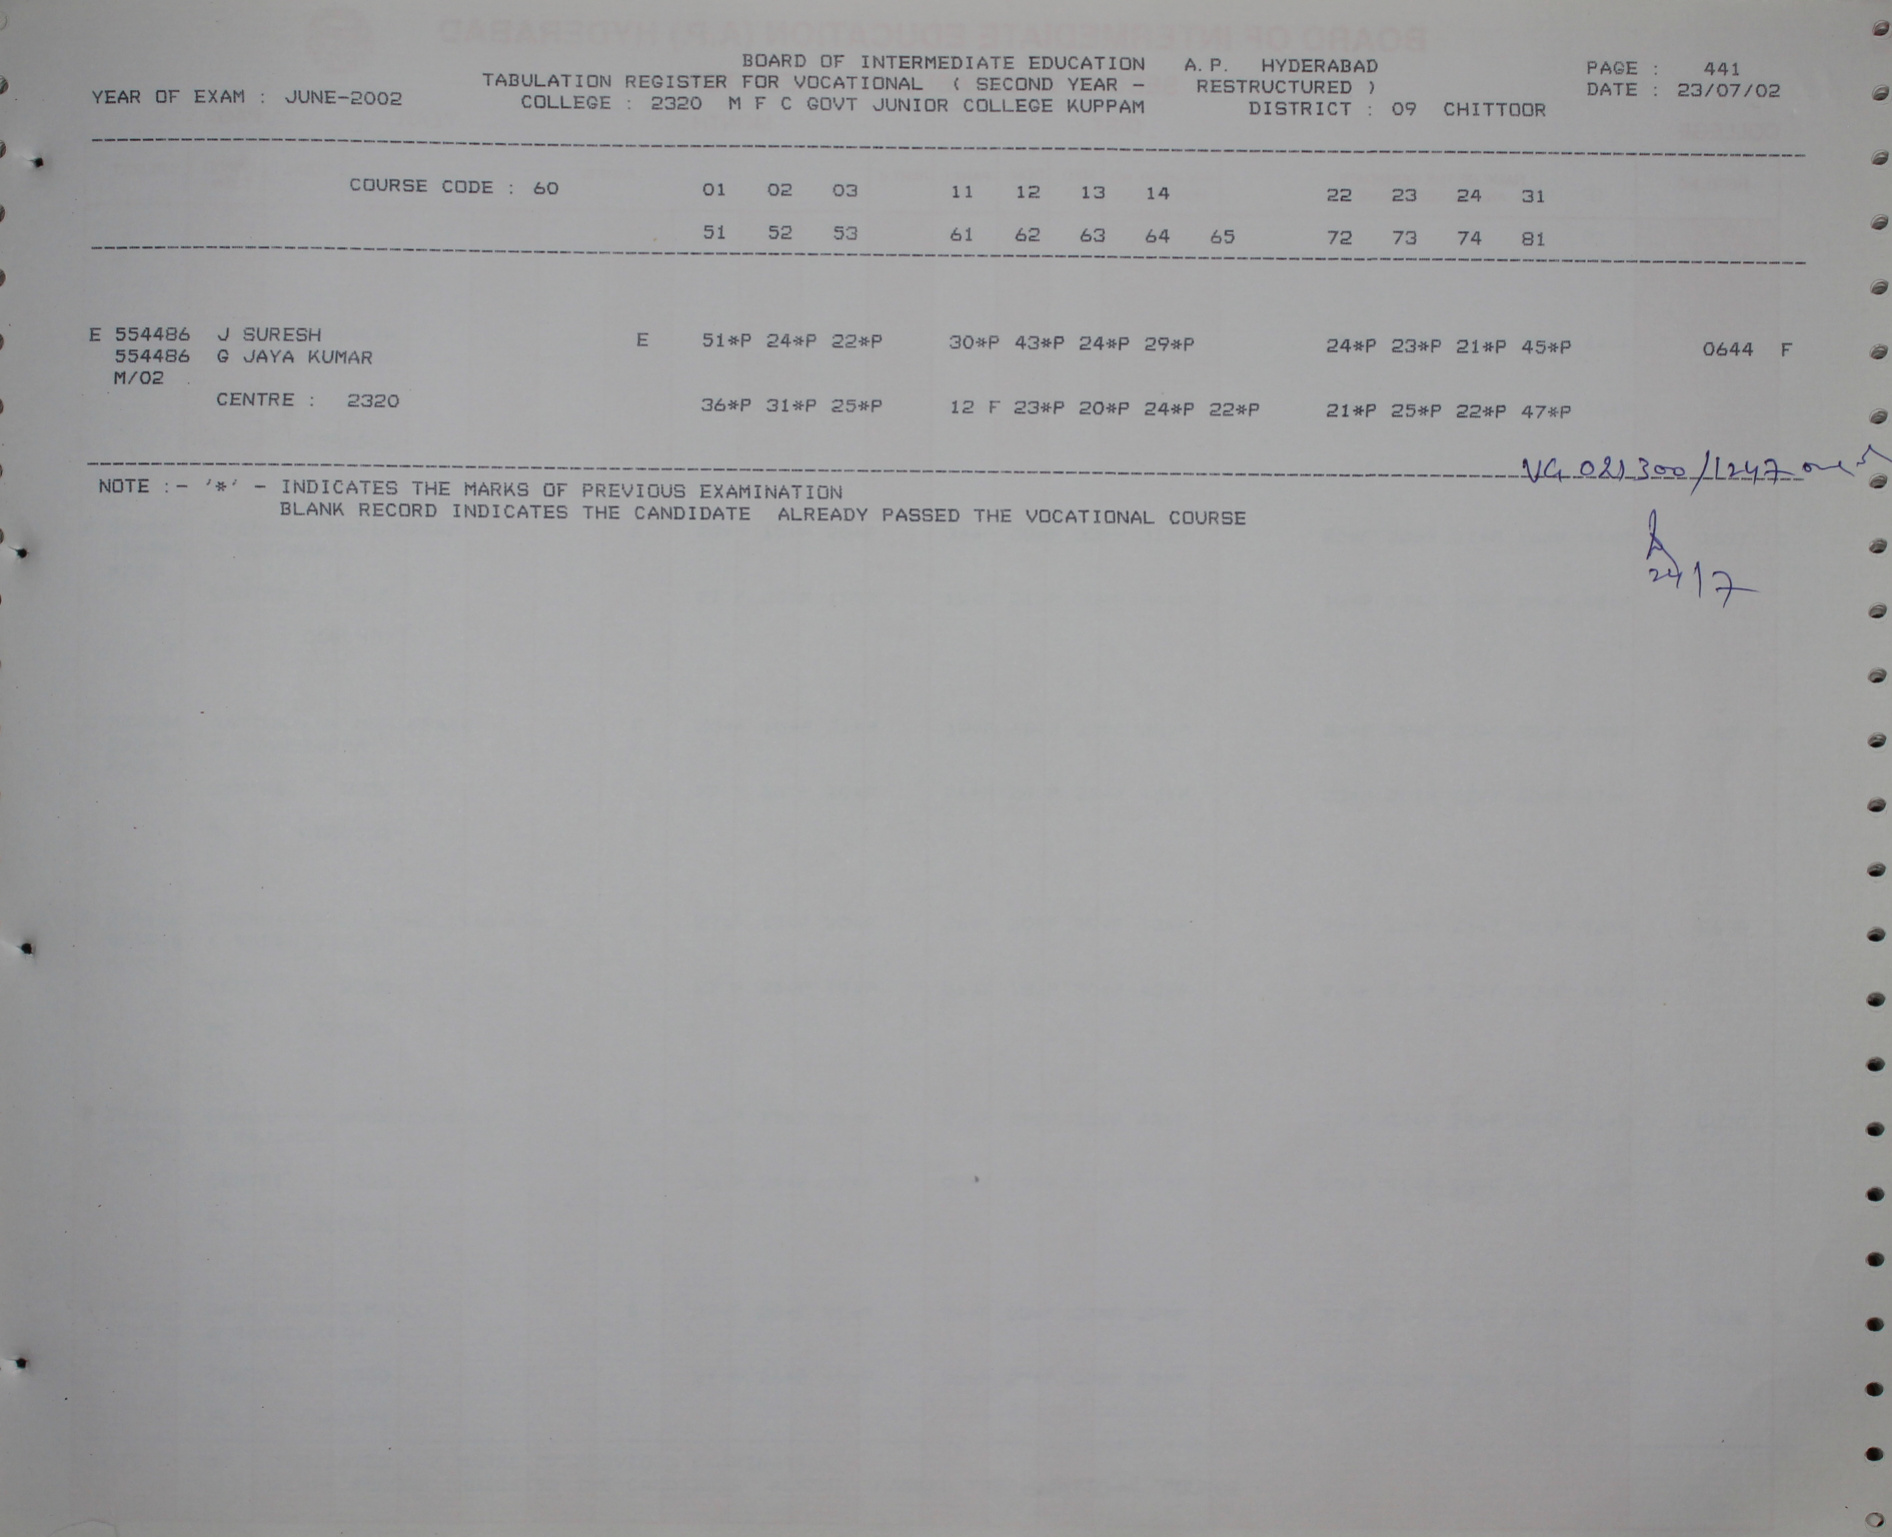 BOARD OF INTERMEDIATE EDUCATION A.P. HYDERABAD PAGE : 441
TABULATION REGISTER FOR VOCATIONAL ( SECOND YEAR - RESTRUCTURED ) DATE : 23/07/02
YEAR OF EXAM : JUNE-2002 COLLEGE : 2320 M F C GOVT JUNIOR COLLEGE KUPPAM DISTRICT : 09 CHITTOOR
COURSE CODE : 60 01 02 03 11 12 13 14 22 23 24 31
51 52 53 61 62 63 64 65 72 73 74 81
E 554486 J SURESH E 51*P 24*P 22*P 30*P 43*P 24*P 29*P 24*P 23*P 21*P 45*P 0644 F
554486 G JAYA KUMAR
M/02
CENTRE : 2320 36*P 31*P 25*P 12 F 23*P 20*P 24*P 22*P 21*P 25*P 22*P 47*P
NOTE :- '*' - INDICATES THE MARKS OF PREVIOUS EXAMINATION
BLANK RECORD INDICATES THE CANDIDATE ALREADY PASSED THE VOCATIONAL COURSE
24/7